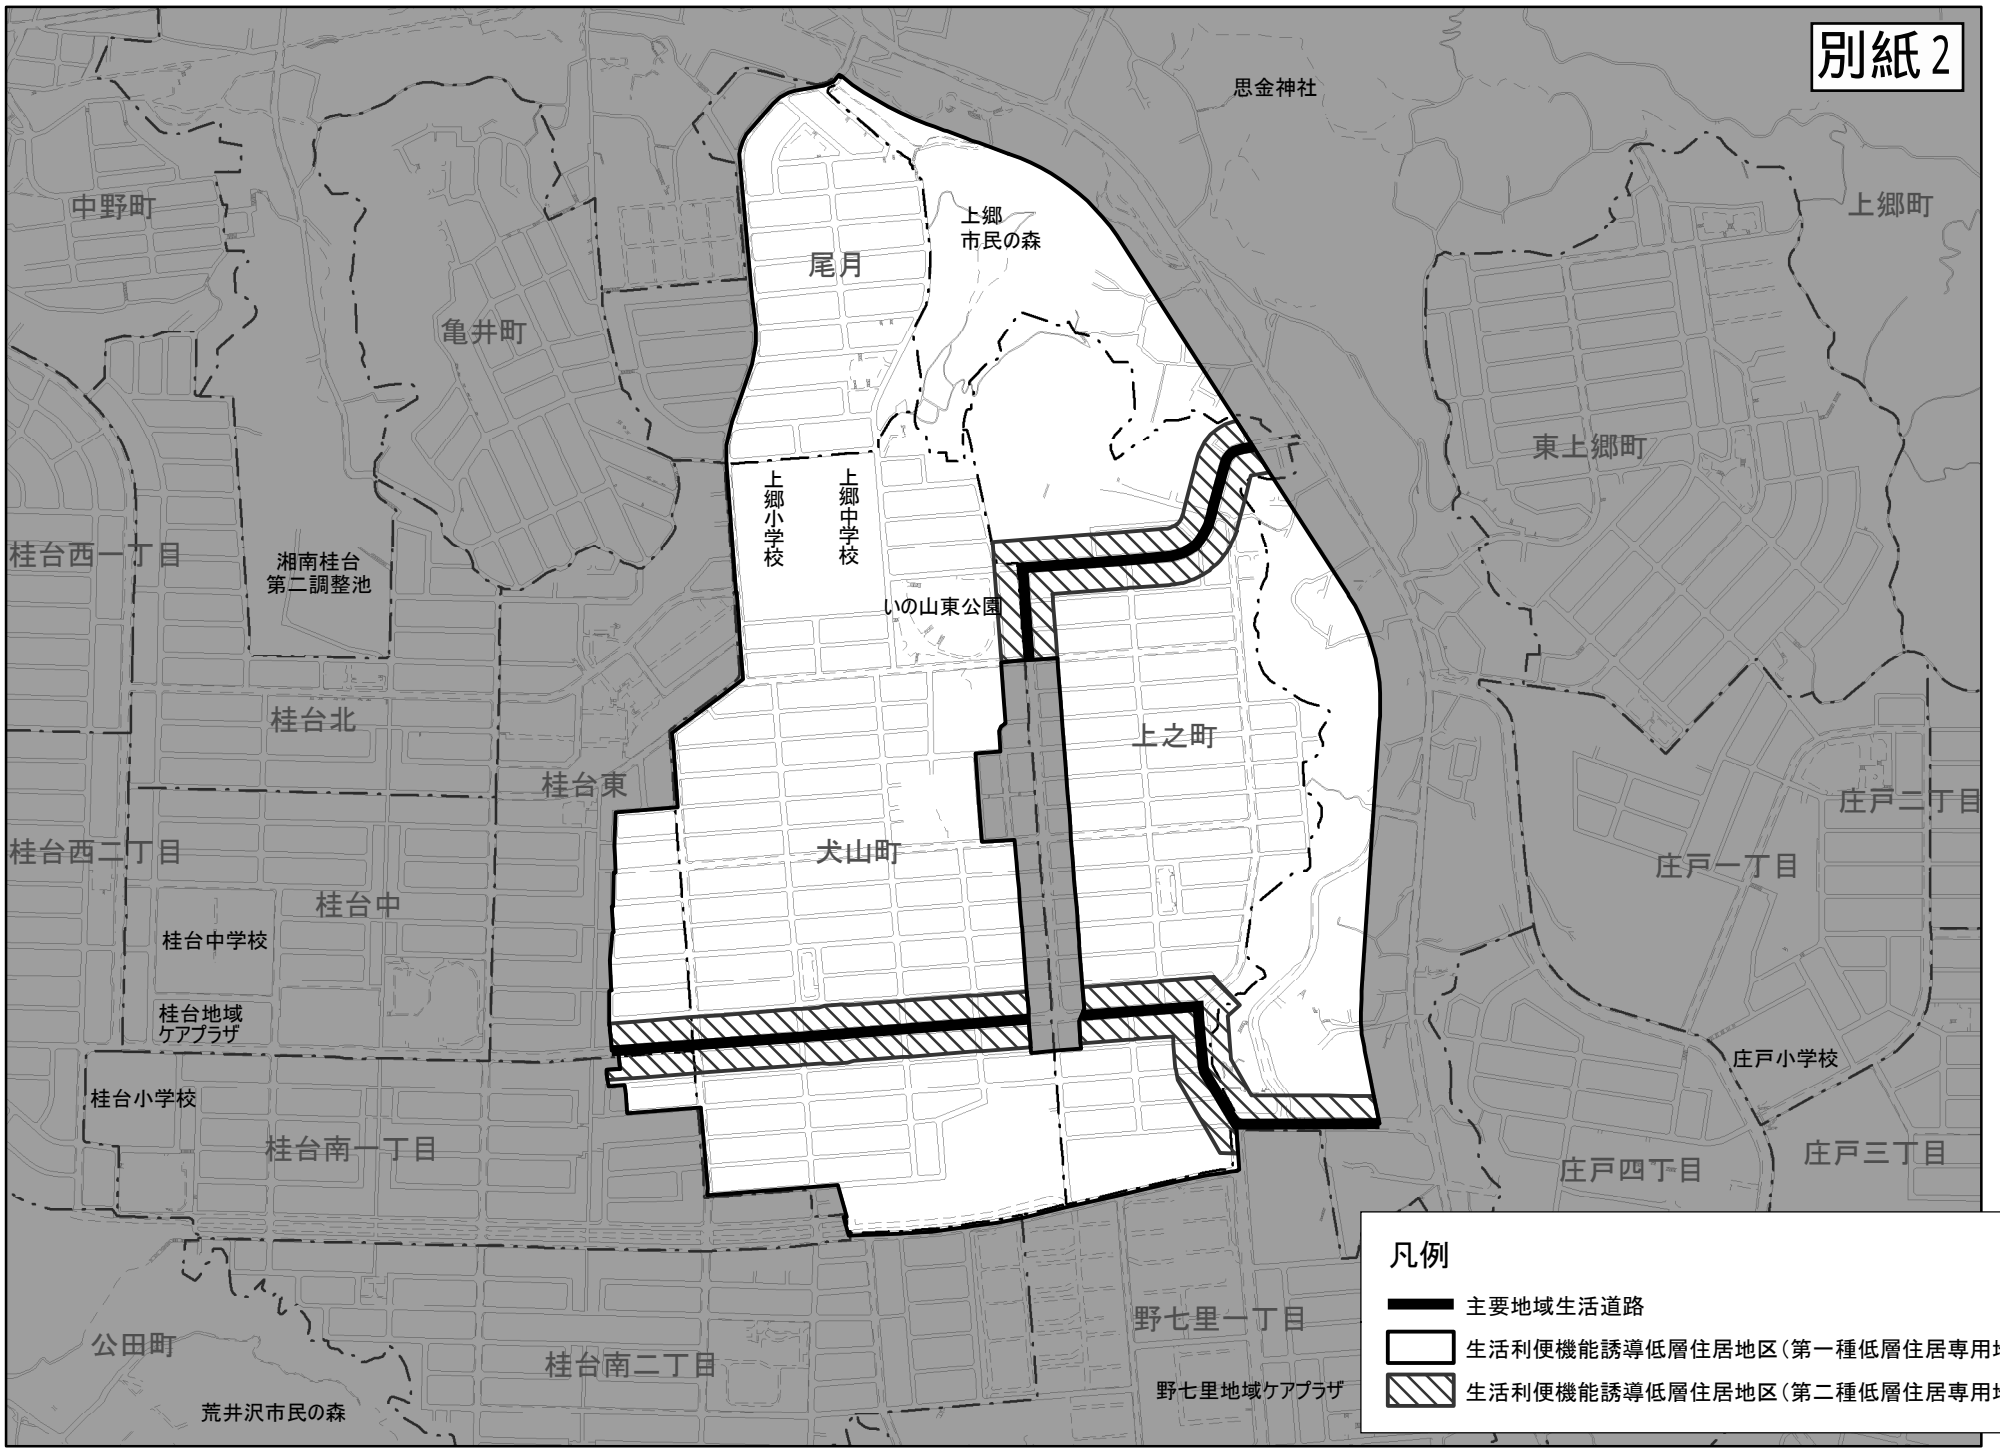 別紙2
思金神社
中野町
上郷町
上郷
市民の森
尾月
亀井町
東上郷町
上郷小学校
上郷中学校
桂台西一丁目
湘南桂台
第二調整池
いの山東公園
桂台北
上之町
桂台東
庄戸二丁目
桂台西二丁目
犬山町
庄戸一丁目
桂台中
桂台中学校
桂台地域
ケアプラザ
庄戸小学校
桂台小学校
桂台南一丁目
庄戸四丁目
庄戸三丁目
野七里一丁目
公田町
桂台南二丁目
野七里地域ケアプラザ
荒井沢市民の森
凡例
主要地域生活道路
生活利便機能誘導低層住居地区(第一種低層住居専用地
生活利便機能誘導低層住居地区(第二種低層住居専用地